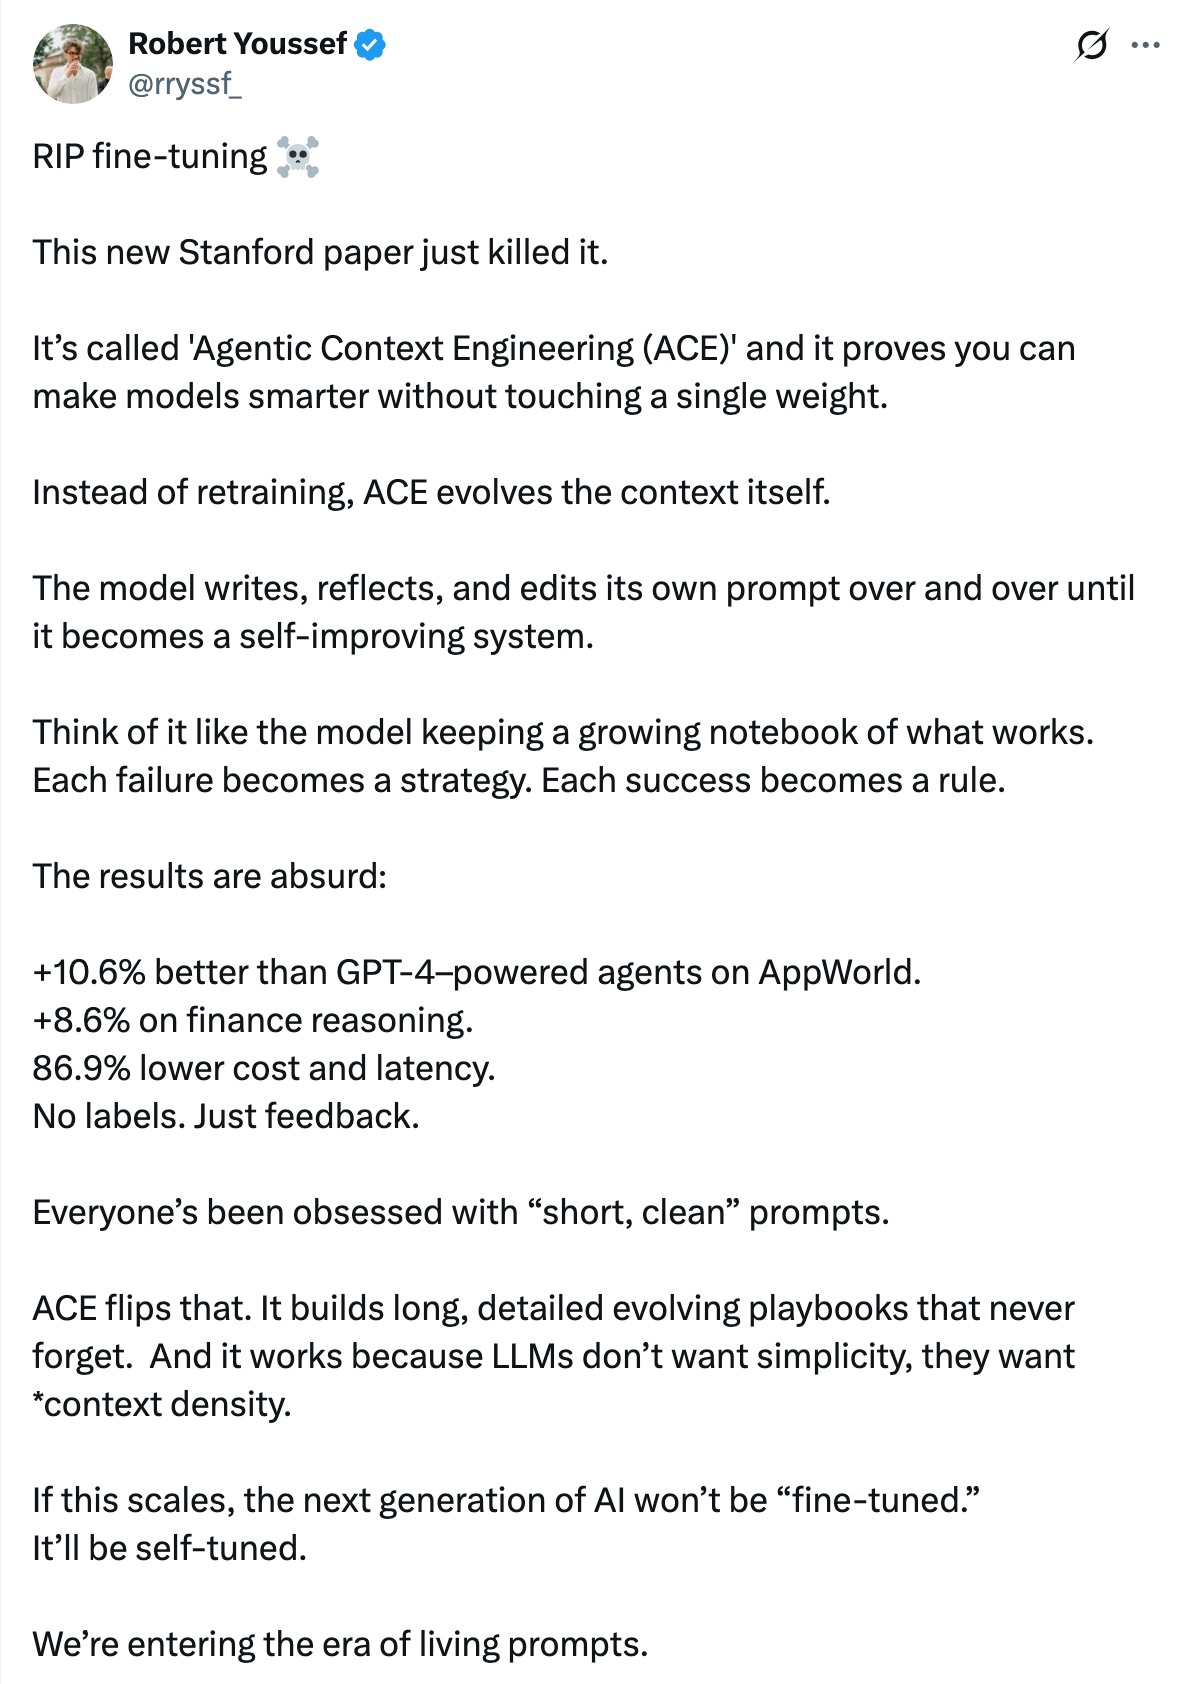 Robert Youssef
@rryssf_
RIP fine-tuning ☠️
This new Stanford paper just killed it.
It’s called 'Agentic Context Engineering (ACE)' and it proves you can
make models smarter without touching a single weight.
Instead of retraining, ACE evolves the context itself.
The model writes, reflects, and edits its own prompt over and over until
it becomes a self-improving system.
Think of it like the model keeping a growing notebook of what works.
Each failure becomes a strategy. Each success becomes a rule.
The results are absurd:
+10.6% better than GPT-4–powered agents on AppWorld.
+8.6% on finance reasoning.
86.9% lower cost and latency.
No labels. Just feedback.
Everyone’s been obsessed with “short, clean” prompts.
ACE flips that. It builds long, detailed evolving playbooks that never
forget.  And it works because LLMs don’t want simplicity, they want
*context density.
If this scales, the next generation of AI won’t be “fine-tuned.”
It’ll be self-tuned.
We’re entering the era of living prompts.